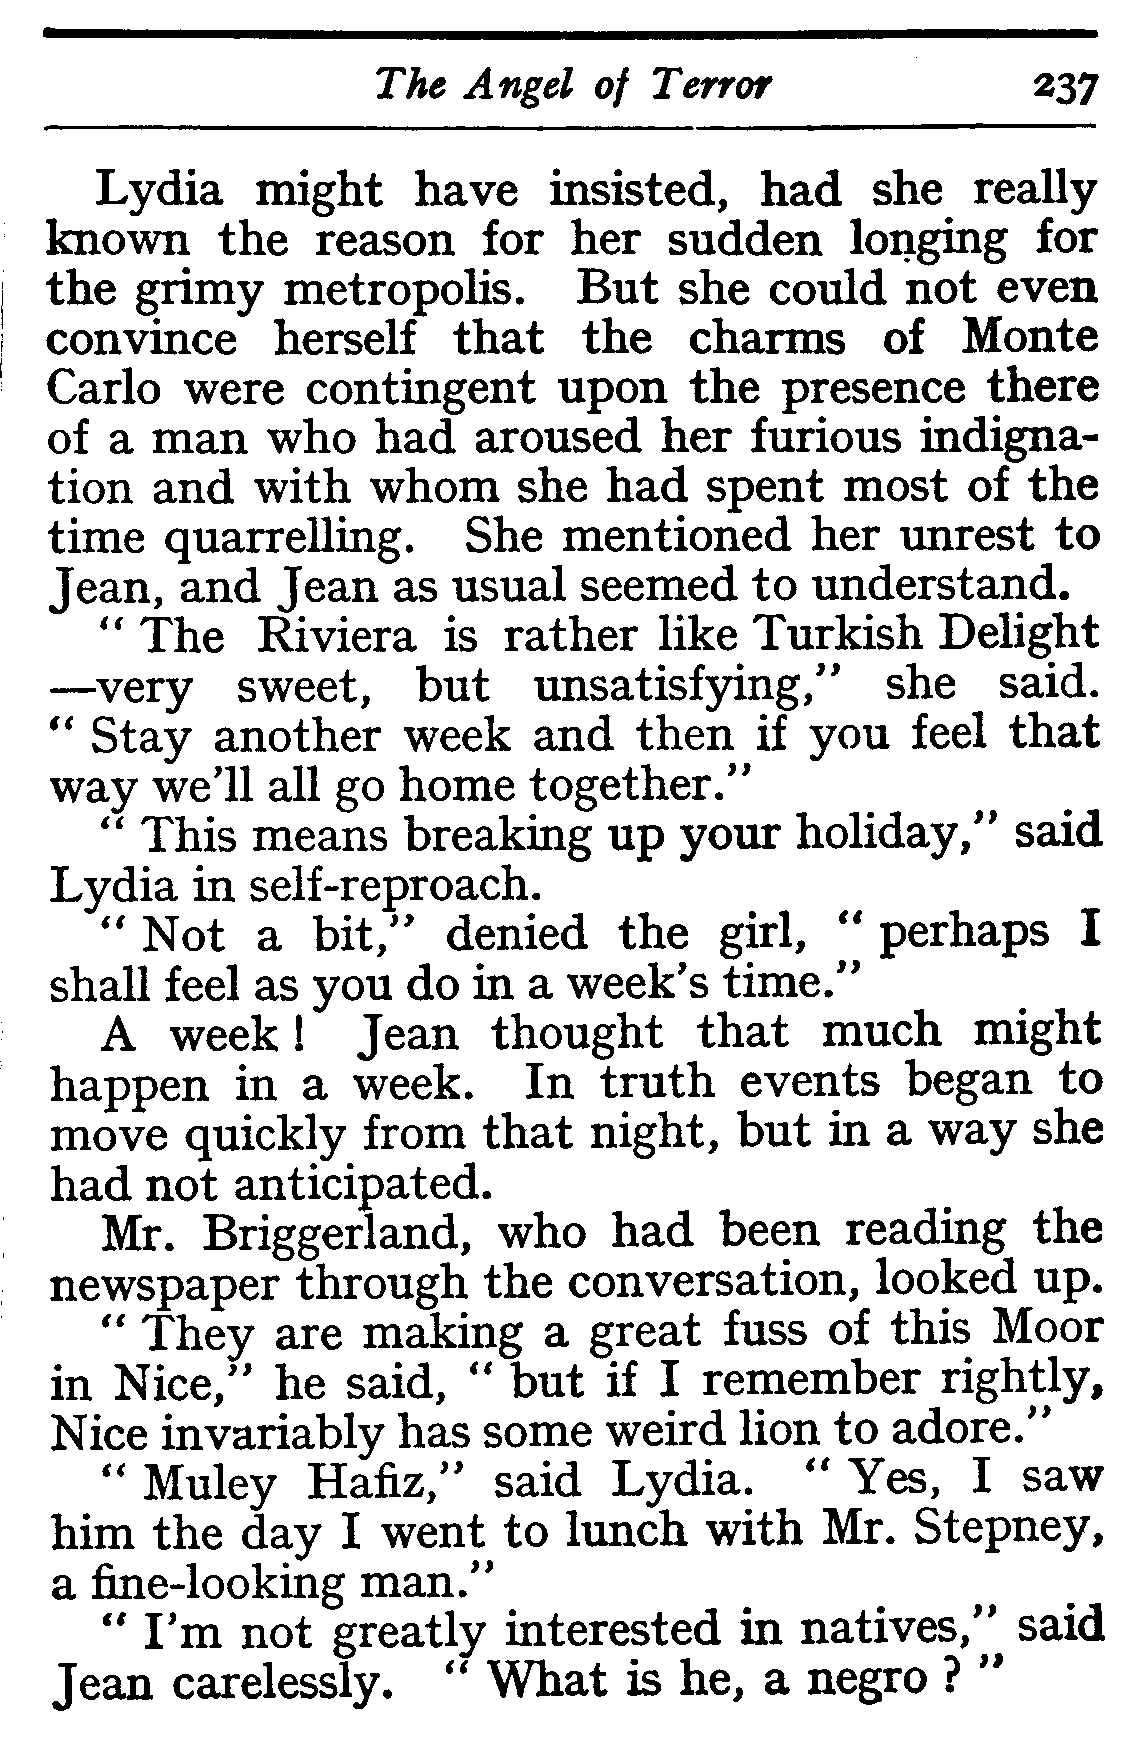 The Angel of Terror 237
Lydia might have insisted, had she really
known the reason for her sudden longing for
the grimy metropolis. But she could not even
convince herself that the charms of Monte
Carlo were contingent upon the presence there
of a man who had aroused her furious indigna-
tion and with whom she had spent most of the
time quarrelling. She mentioned her unrest to
Jean, and Jean as usual seemed to understand.
“ The Riviera is rather like Turkish Delight
—very sweet, but unsatisfying,” she said.
“ Stay another week and then if you feel that
way we'll all go home together.”
“ This means breaking up your holiday,” said
Lydia in self-reproach.
“ Not a bit,” denied the girl, “ perhaps I
shall feel as you do in a week's time.”
A week ! Jean thought that much might
happen in a week. In truth events began to
move quickly from that night, but in a way she
had not anticipated.
Mr. Briggerland, who had been reading the
newspaper through the conversation, looked up.
“ They are making a great fuss of this Moor
in Nice,” he said, “ but if I remember rightly,
Nice invariably has some weird lion to adore.”
“ Muley Hafiz,” said Lydia. “ Yes, I saw
him the day I went to lunch with Mr. Stepney,
a fine-looking man.”
“ I'm not greatly interested in natives,” said
Jean carelessly. “ What is he, a negro ? ”